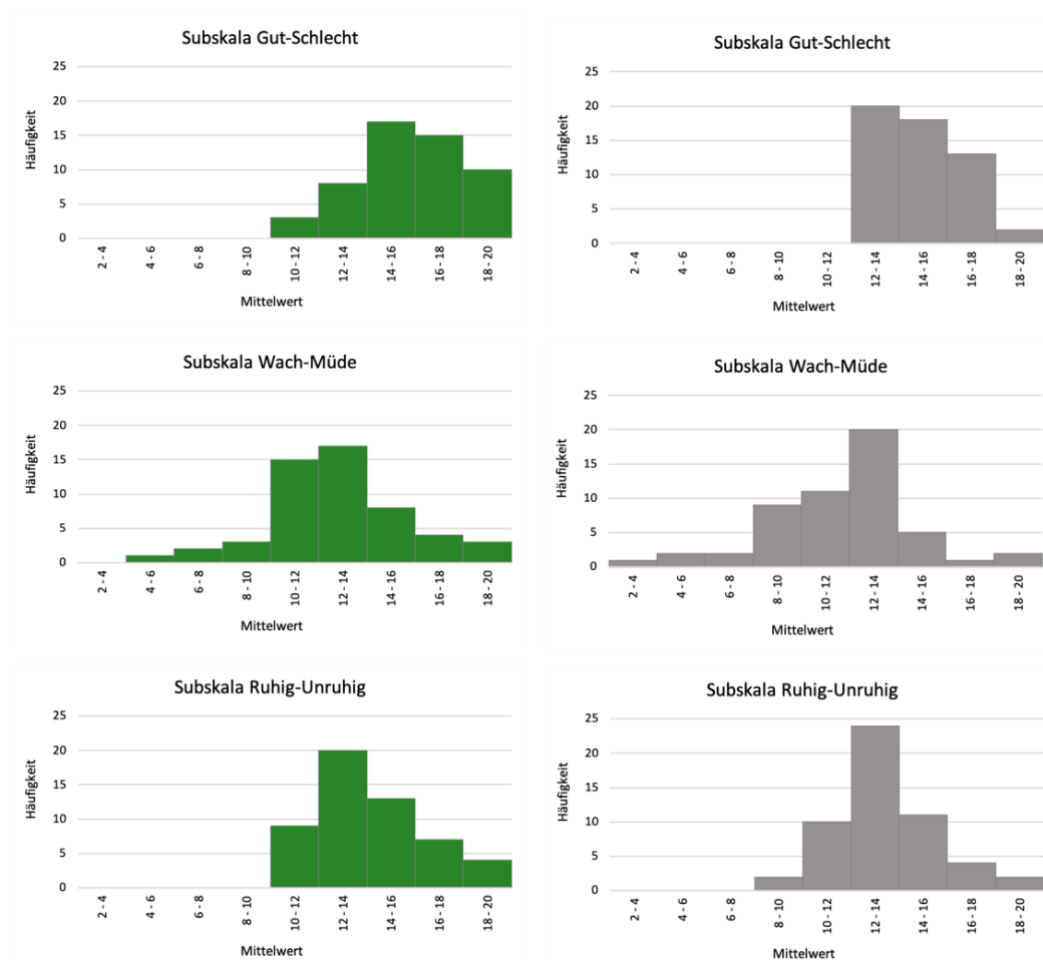 Subskala Gut-Schlecht
25
20
15
10
5
0
Häufigkeit
2 - 4
4 - 6
6 - 8
8 - 10
10 - 12
12 - 14
14 - 16
16 - 18
18 - 20
Mittelwert
Subskala Gut-Schlecht
25
20
15
10
5
0
Häufigkeit
2 - 4
4 - 6
6 - 8
8 - 10
10 - 12
12 - 14
14 - 16
16 - 18
18 - 20
Mittelwert
Subskala Wach-Müde
25
20
15
10
5
0
Häufigkeit
2 - 4
4 - 6
6 - 8
8 - 10
10 - 12
12 - 14
14 - 16
16 - 18
18 - 20
Mittelwert
Subskala Wach-Müde
25
20
15
10
5
0
Häufigkeit
2 - 4
4 - 6
6 - 8
8 - 10
10 - 12
12 - 14
14 - 16
16 - 18
18 - 20
Mittelwert
Subskala Ruhig-Unruhig
25
20
15
10
5
0
Häufigkeit
2 - 4
4 - 6
6 - 8
8 - 10
10 - 12
12 - 14
14 - 16
16 - 18
18 - 20
Mittelwert
Subskala Ruhig-Unruhig
25
20
15
10
5
0
Häufigkeit
2 - 4
4 - 6
6 - 8
8 - 10
10 - 12
12 - 14
14 - 16
16 - 18
18 - 20
Mittelwert